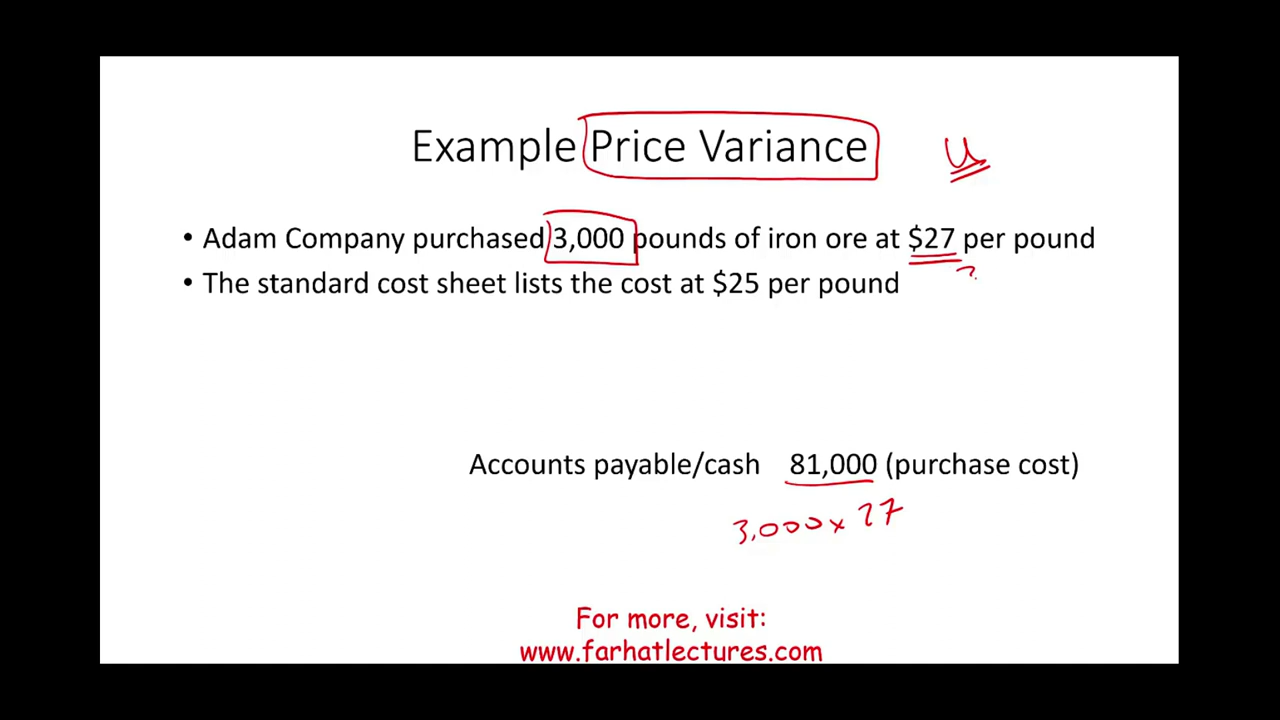 Example Price Variance U
• Adam Company purchased 3,000 pounds of iron ore at $27 per pound
• The standard cost sheet lists the cost at $25 per pound
Accounts payable/cash 81,000 (purchase cost)
3,000 x 27
For more, visit:
www.farhatlectures.com